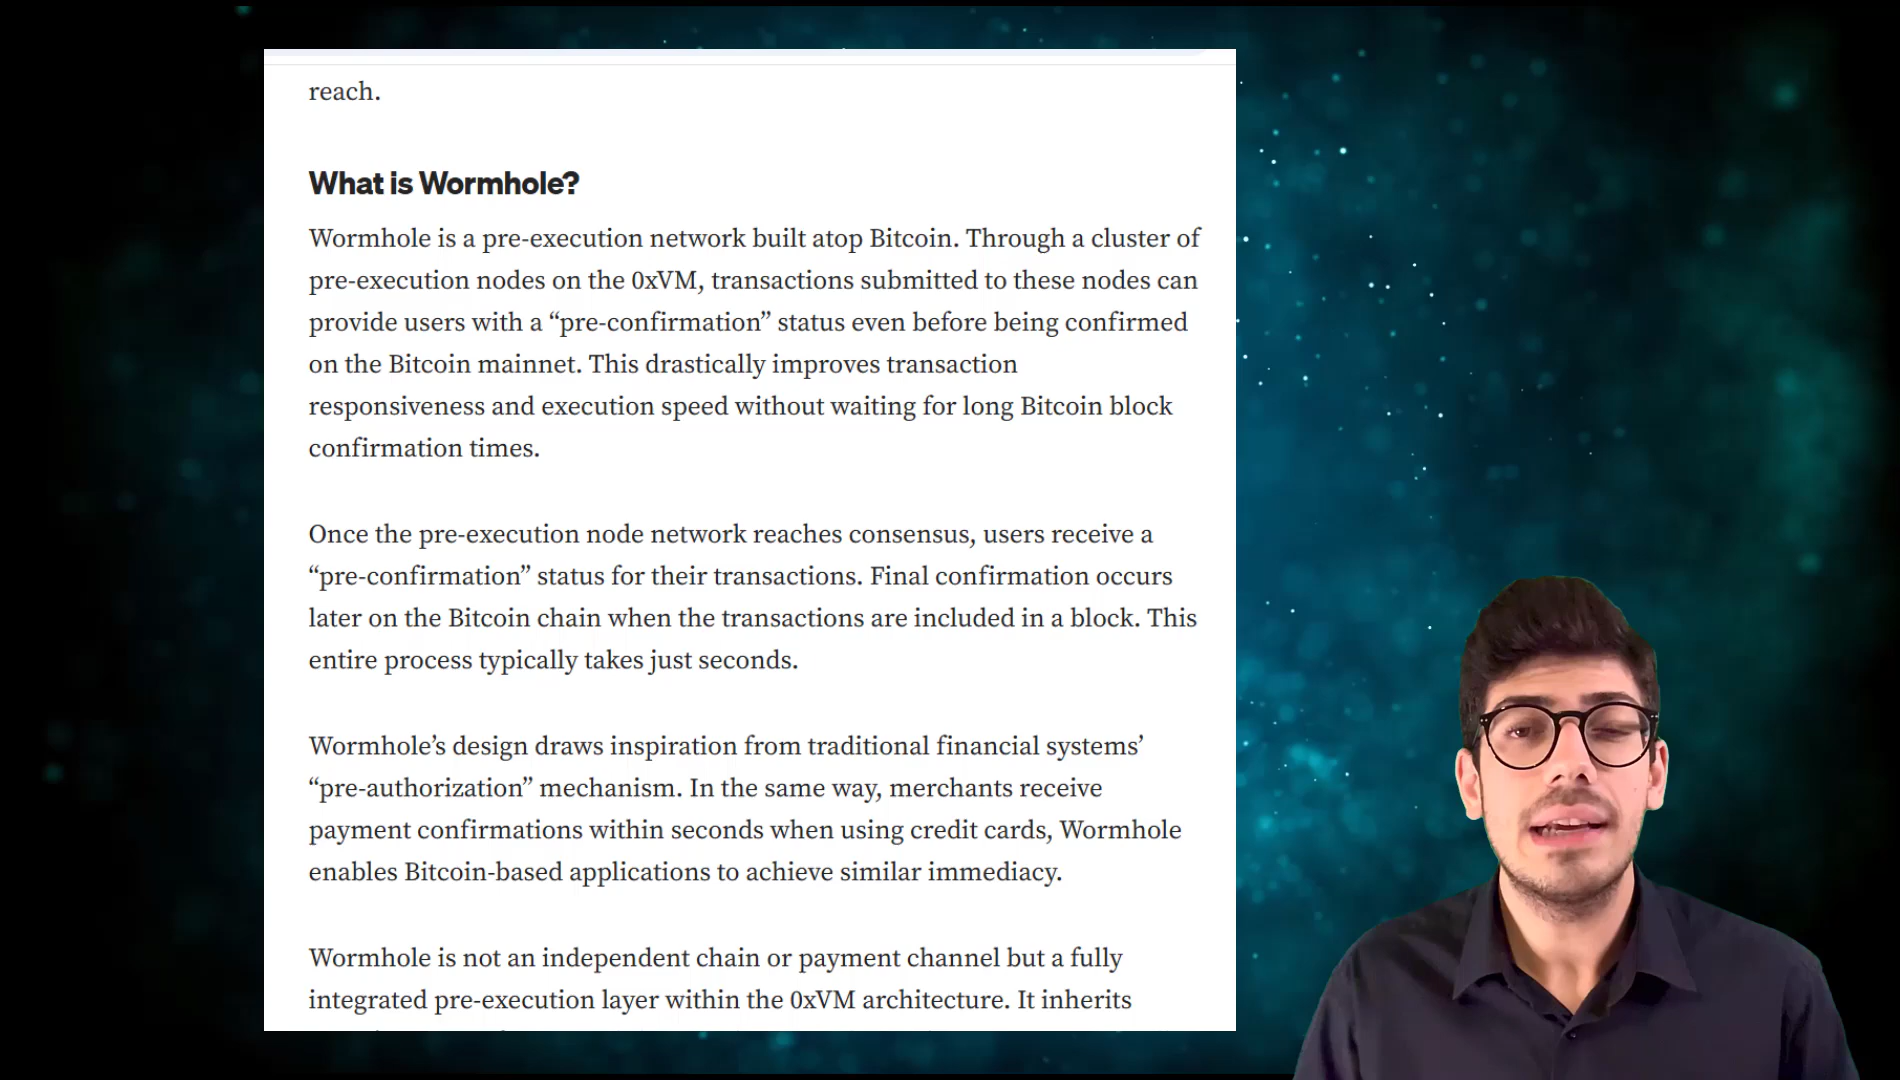 reach.
What is Wormhole?
Wormhole is a pre-execution network built atop Bitcoin. Through a cluster of
pre-execution nodes on the 0xVM, transactions submitted to these nodes can
provide users with a “pre-confirmation” status even before being confirmed
on the Bitcoin mainnet. This drastically improves transaction
responsiveness and execution speed without waiting for long Bitcoin block
confirmation times.
Once the pre-execution node network reaches consensus, users receive a
“pre-confirmation” status for their transactions. Final confirmation occurs
later on the Bitcoin chain when the transactions are included in a block. This
entire process typically takes just seconds.
Wormhole’s design draws inspiration from traditional financial systems’
“pre-authorization” mechanism. In the same way, merchants receive
payment confirmations within seconds when using credit cards, Wormhole
enables Bitcoin-based applications to achieve similar immediacy.
Wormhole is not an independent chain or payment channel but a fully
integrated pre-execution layer within the 0xVM architecture. It inherits